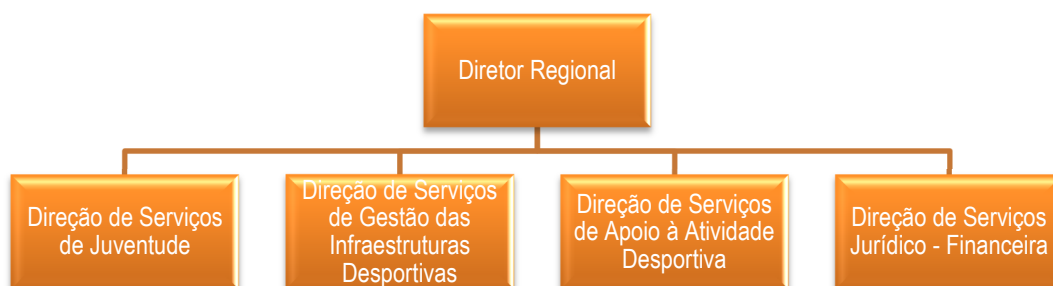 Diretor Regional
Direção de Serviços
de Juventude
Direção de Serviços
de Gestão das
Infraestruturas
Desportivas
Direção de Serviços
de Apoio à Atividade
Desportiva
Direção de Serviços
Jurídico - Financeira